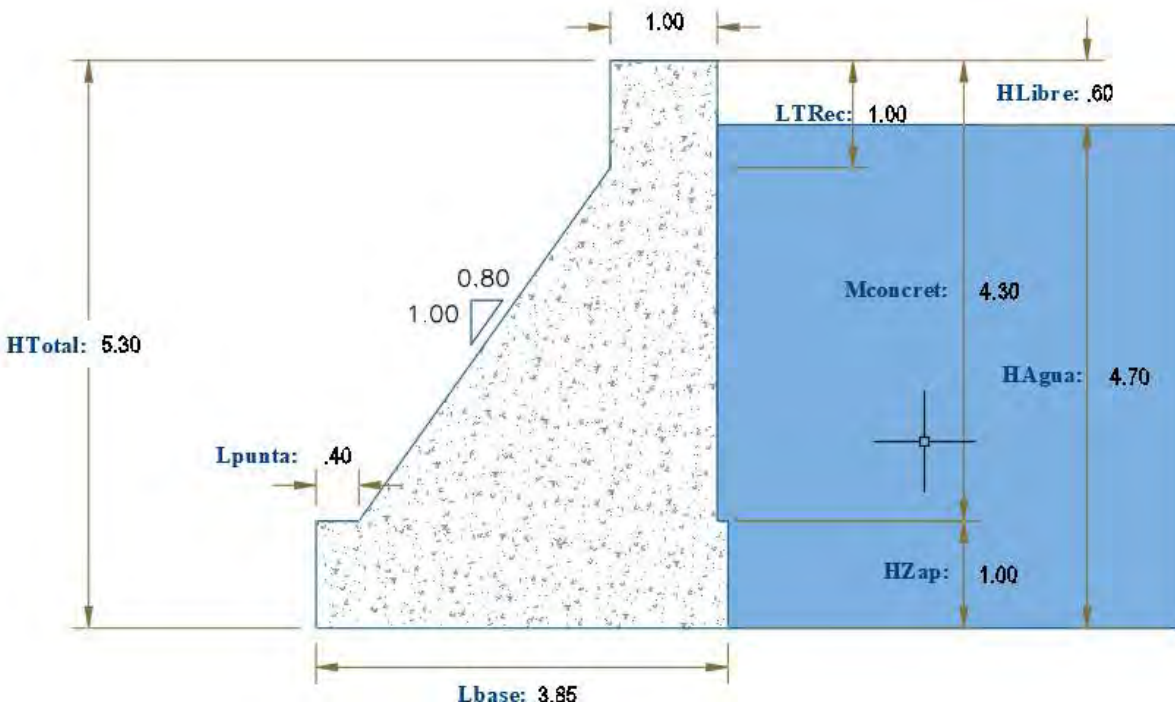 1.00
HLibre: .60
LTRec: 1.00
0.80
1.00
Mconcret: 4.30
HTotal: 5.30
HAgua: 4.70
Lpunta: .40
HZap: 1.00
Lbase: 3.85